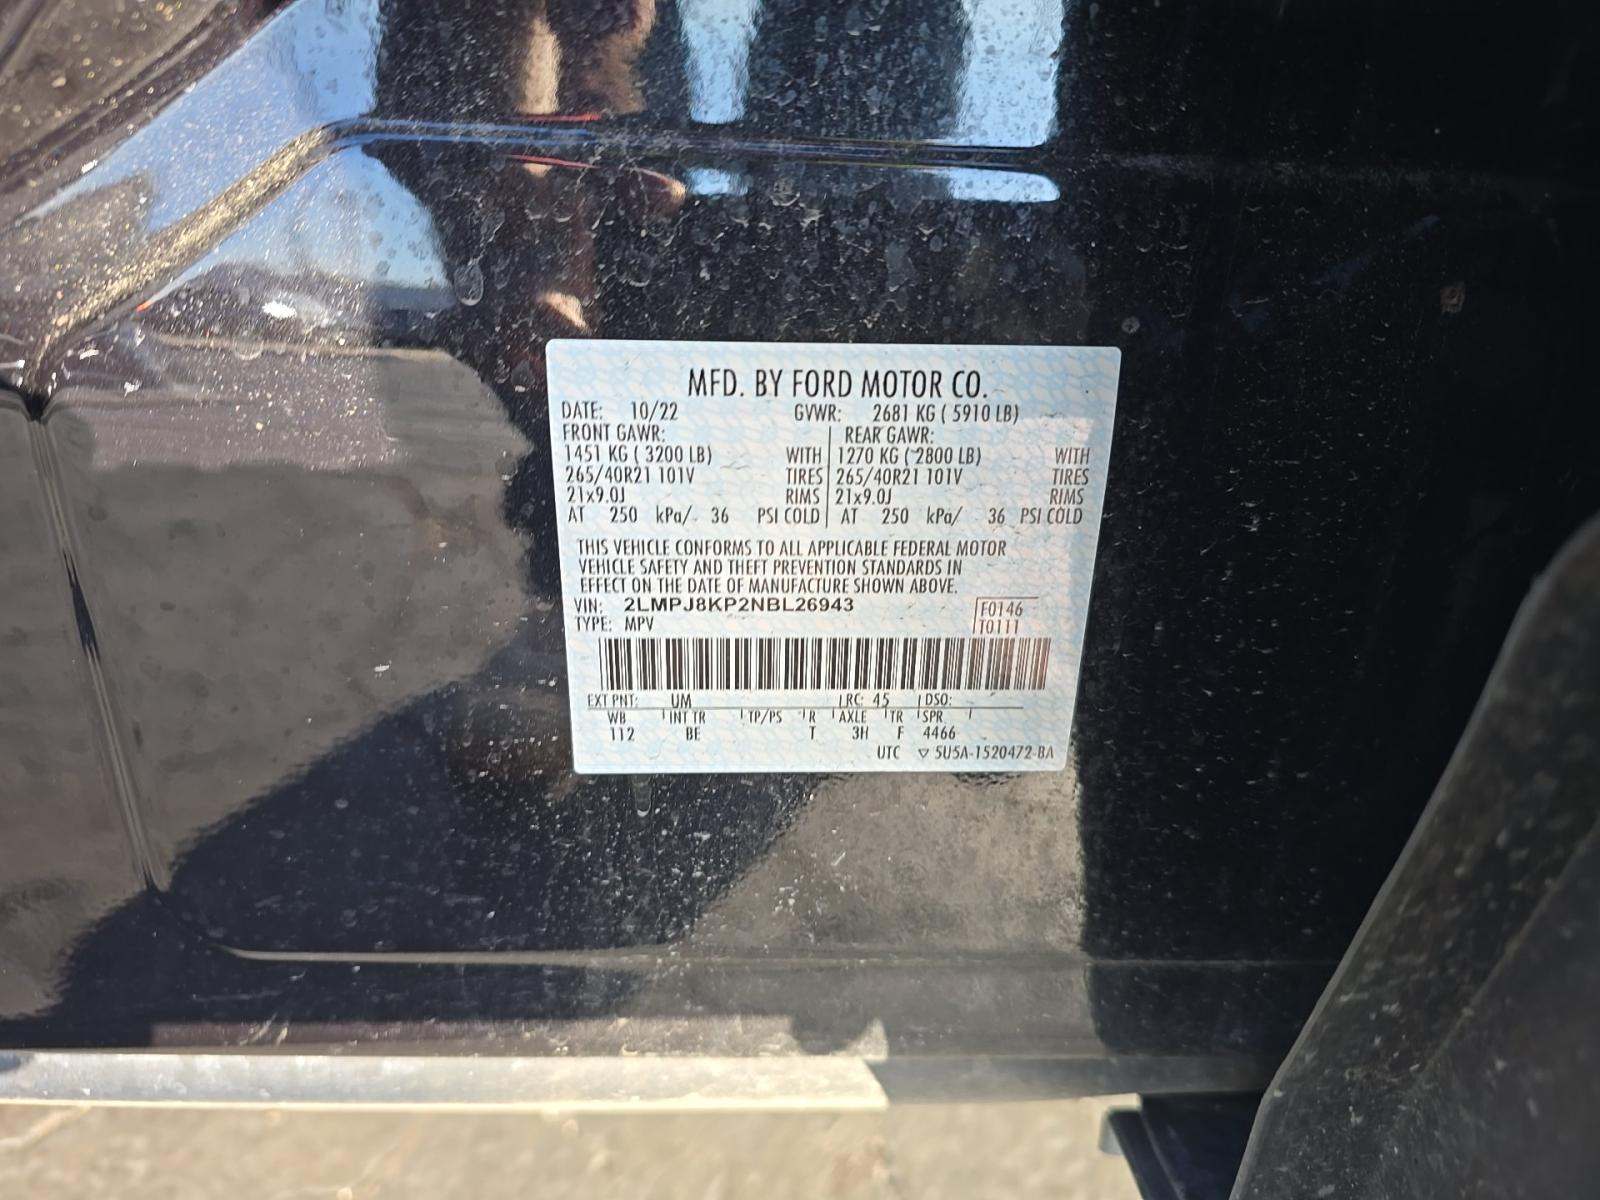 MFD. BY FORD MOTOR CO.
DATE: 10/22 GVWR: 2681 KG ( 5910 LB)
FRONT GAWR: REAR GAWR:
1451 KG ( 3200 LB) WITH 1270 KG ( 2800 LB) WITH
265/40R21 101V TIRES 265/40R21 101V TIRES
21x9.0J RIMS 21x9.0J RIMS
AT 250 kPa/ 36 PSI COLD AT 250 kPa/ 36 PSI COLD
THIS VEHICLE CONFORMS TO ALL APPLICABLE FEDERAL MOTOR
VEHICLE SAFETY AND THEFT PREVENTION STANDARDS IN
EFFECT ON THE DATE OF MANUFACTURE SHOWN ABOVE.
VIN: 2LMPJ8KP2NBL26943 F0146
TYPE: MPV T0111
EXT PNT: UM RC: 45 DSO:
WB INT TR TP/PS R AXLE TR SPR
112 BE T 3H F 4466
UTC ▽ 5U5A-1520472-BA